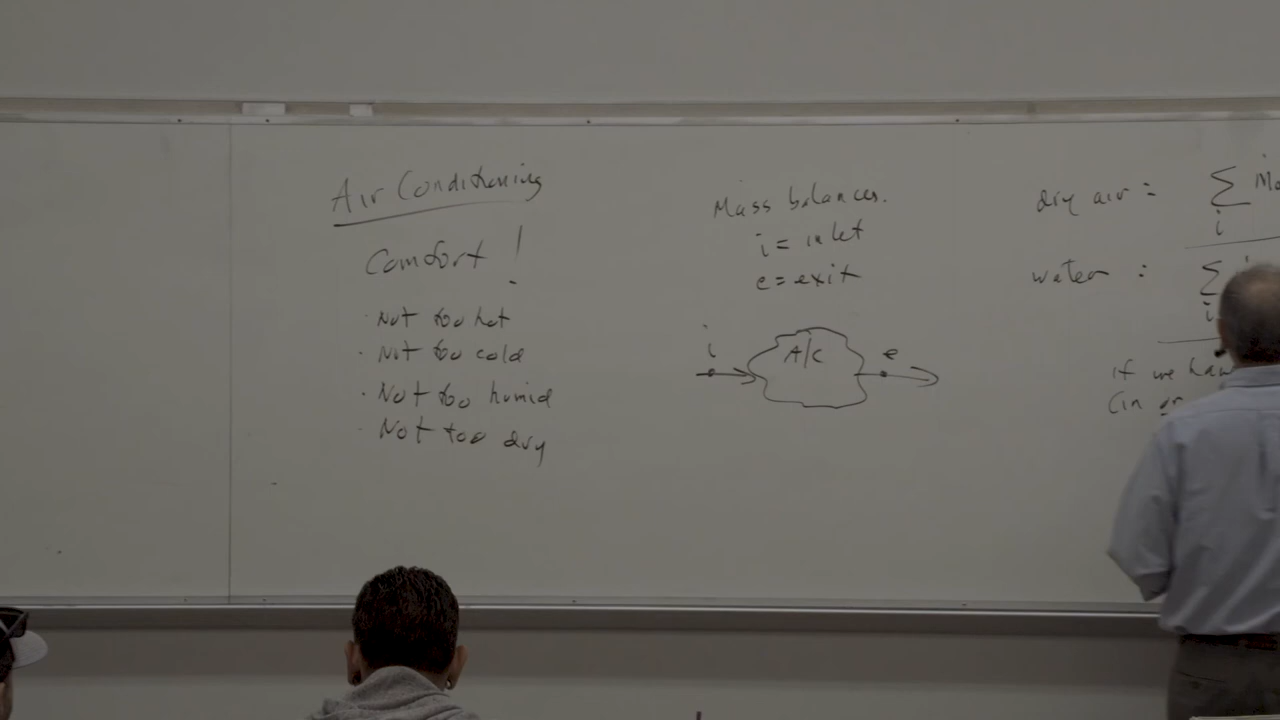 Air Conditioning
Comfort !
· Not too hot
· Not too cold
· Not too humid
· Not too dry
Mass balances.
i = inlet
e = exit
i
A/C
e
dry air : ∑
i
water : ∑
i
if we
(in